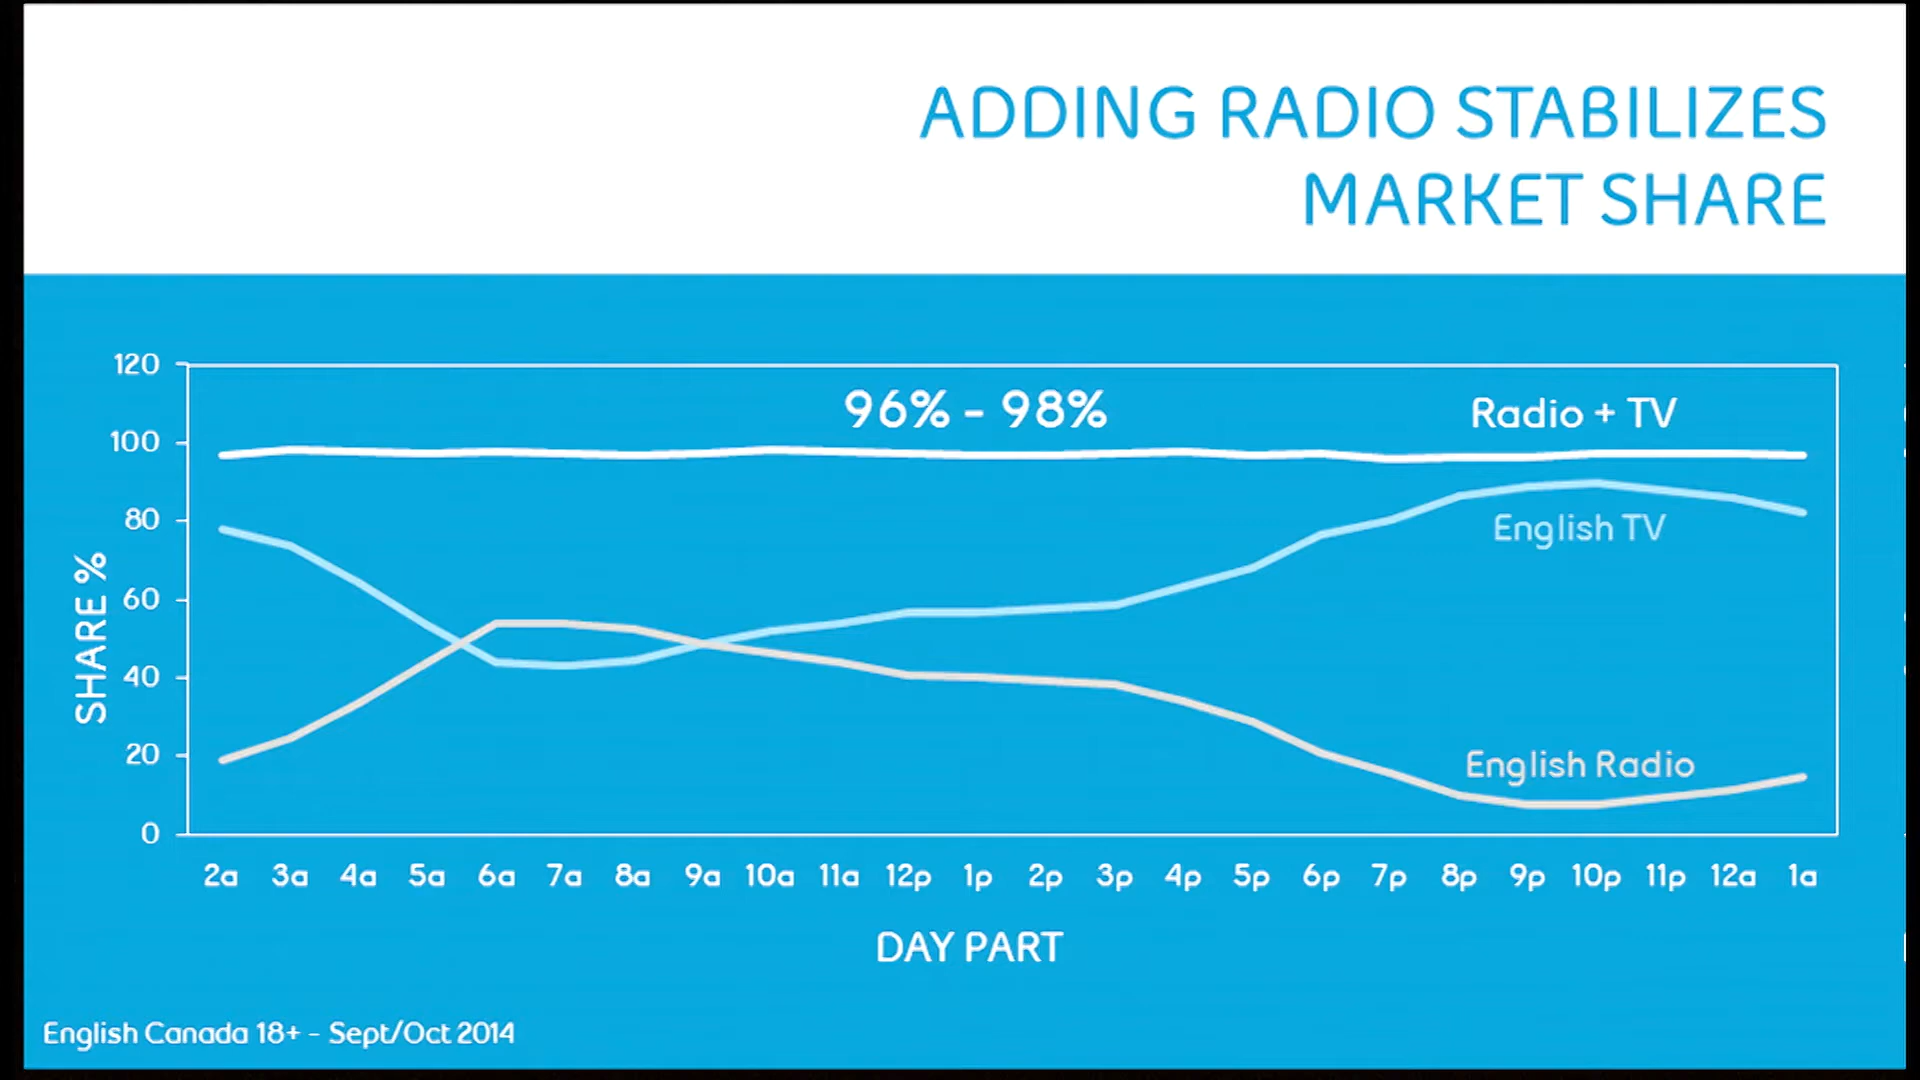 ADDING RADIO STABILIZES
MARKET SHARE
120
100
80
60
40
20
0
SHARE %
96% - 98%
Radio + TV
English TV
English Radio
2a 3a 4a 5a 6a 7a 8a 9a 10a 11a 12p 1p 2p 3p 4p 5p 6p 7p 8p 9p 10p 11p 12a 1a
DAY PART
English Canada 18+ - Sept/Oct 2014